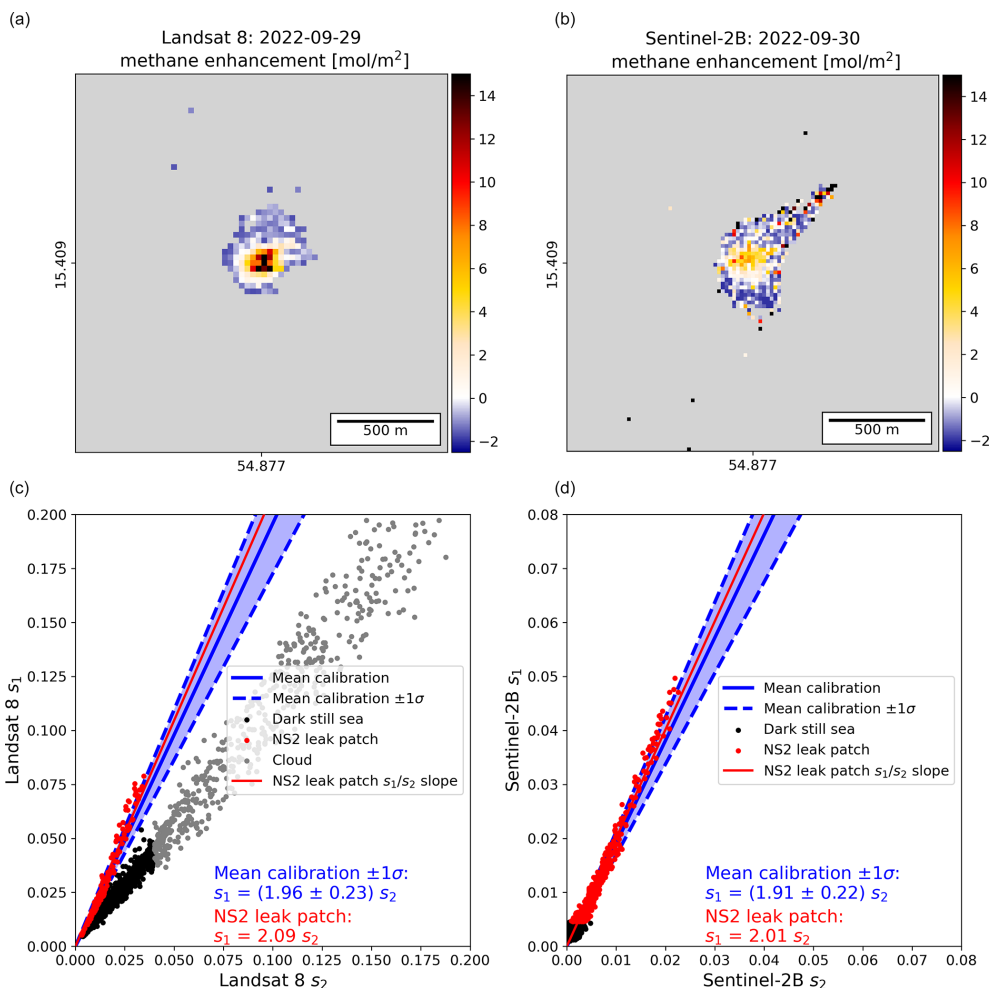 (a)
Landsat 8: 2022-09-29
methane enhancement [mol/m²]
14
12
10
8
6
4
2
0
−2
15.409
500 m
54.877
(b)
Sentinel-2B: 2022-09-30
methane enhancement [mol/m²]
14
12
10
8
6
4
2
0
−2
15.409
500 m
54.877
(c)
0.200
0.175
0.150
0.125
0.100
0.075
0.050
0.025
0.000
Landsat 8 s₁
Mean calibration
Mean calibration ±1σ
Dark still sea
NS2 leak patch
Cloud
NS2 leak patch s₁/s₂ slope
Mean calibration ±1σ:
s₁ = (1.96 ± 0.23) s₂
NS2 leak patch:
s₁ = 2.09 s₂
0.000 0.025 0.050 0.075 0.100 0.125 0.150 0.175 0.200
Landsat 8 s₂
(d)
0.08
0.07
0.06
0.05
0.04
0.03
0.02
0.01
0.00
Sentinel-2B s₁
Mean calibration
Mean calibration ±1σ
Dark still sea
NS2 leak patch
NS2 leak patch s₁/s₂ slope
Mean calibration ±1σ:
s₁ = (1.91 ± 0.22) s₂
NS2 leak patch:
s₁ = 2.01 s₂
0.00 0.01 0.02 0.03 0.04 0.05 0.06 0.07 0.08
Sentinel-2B s₂